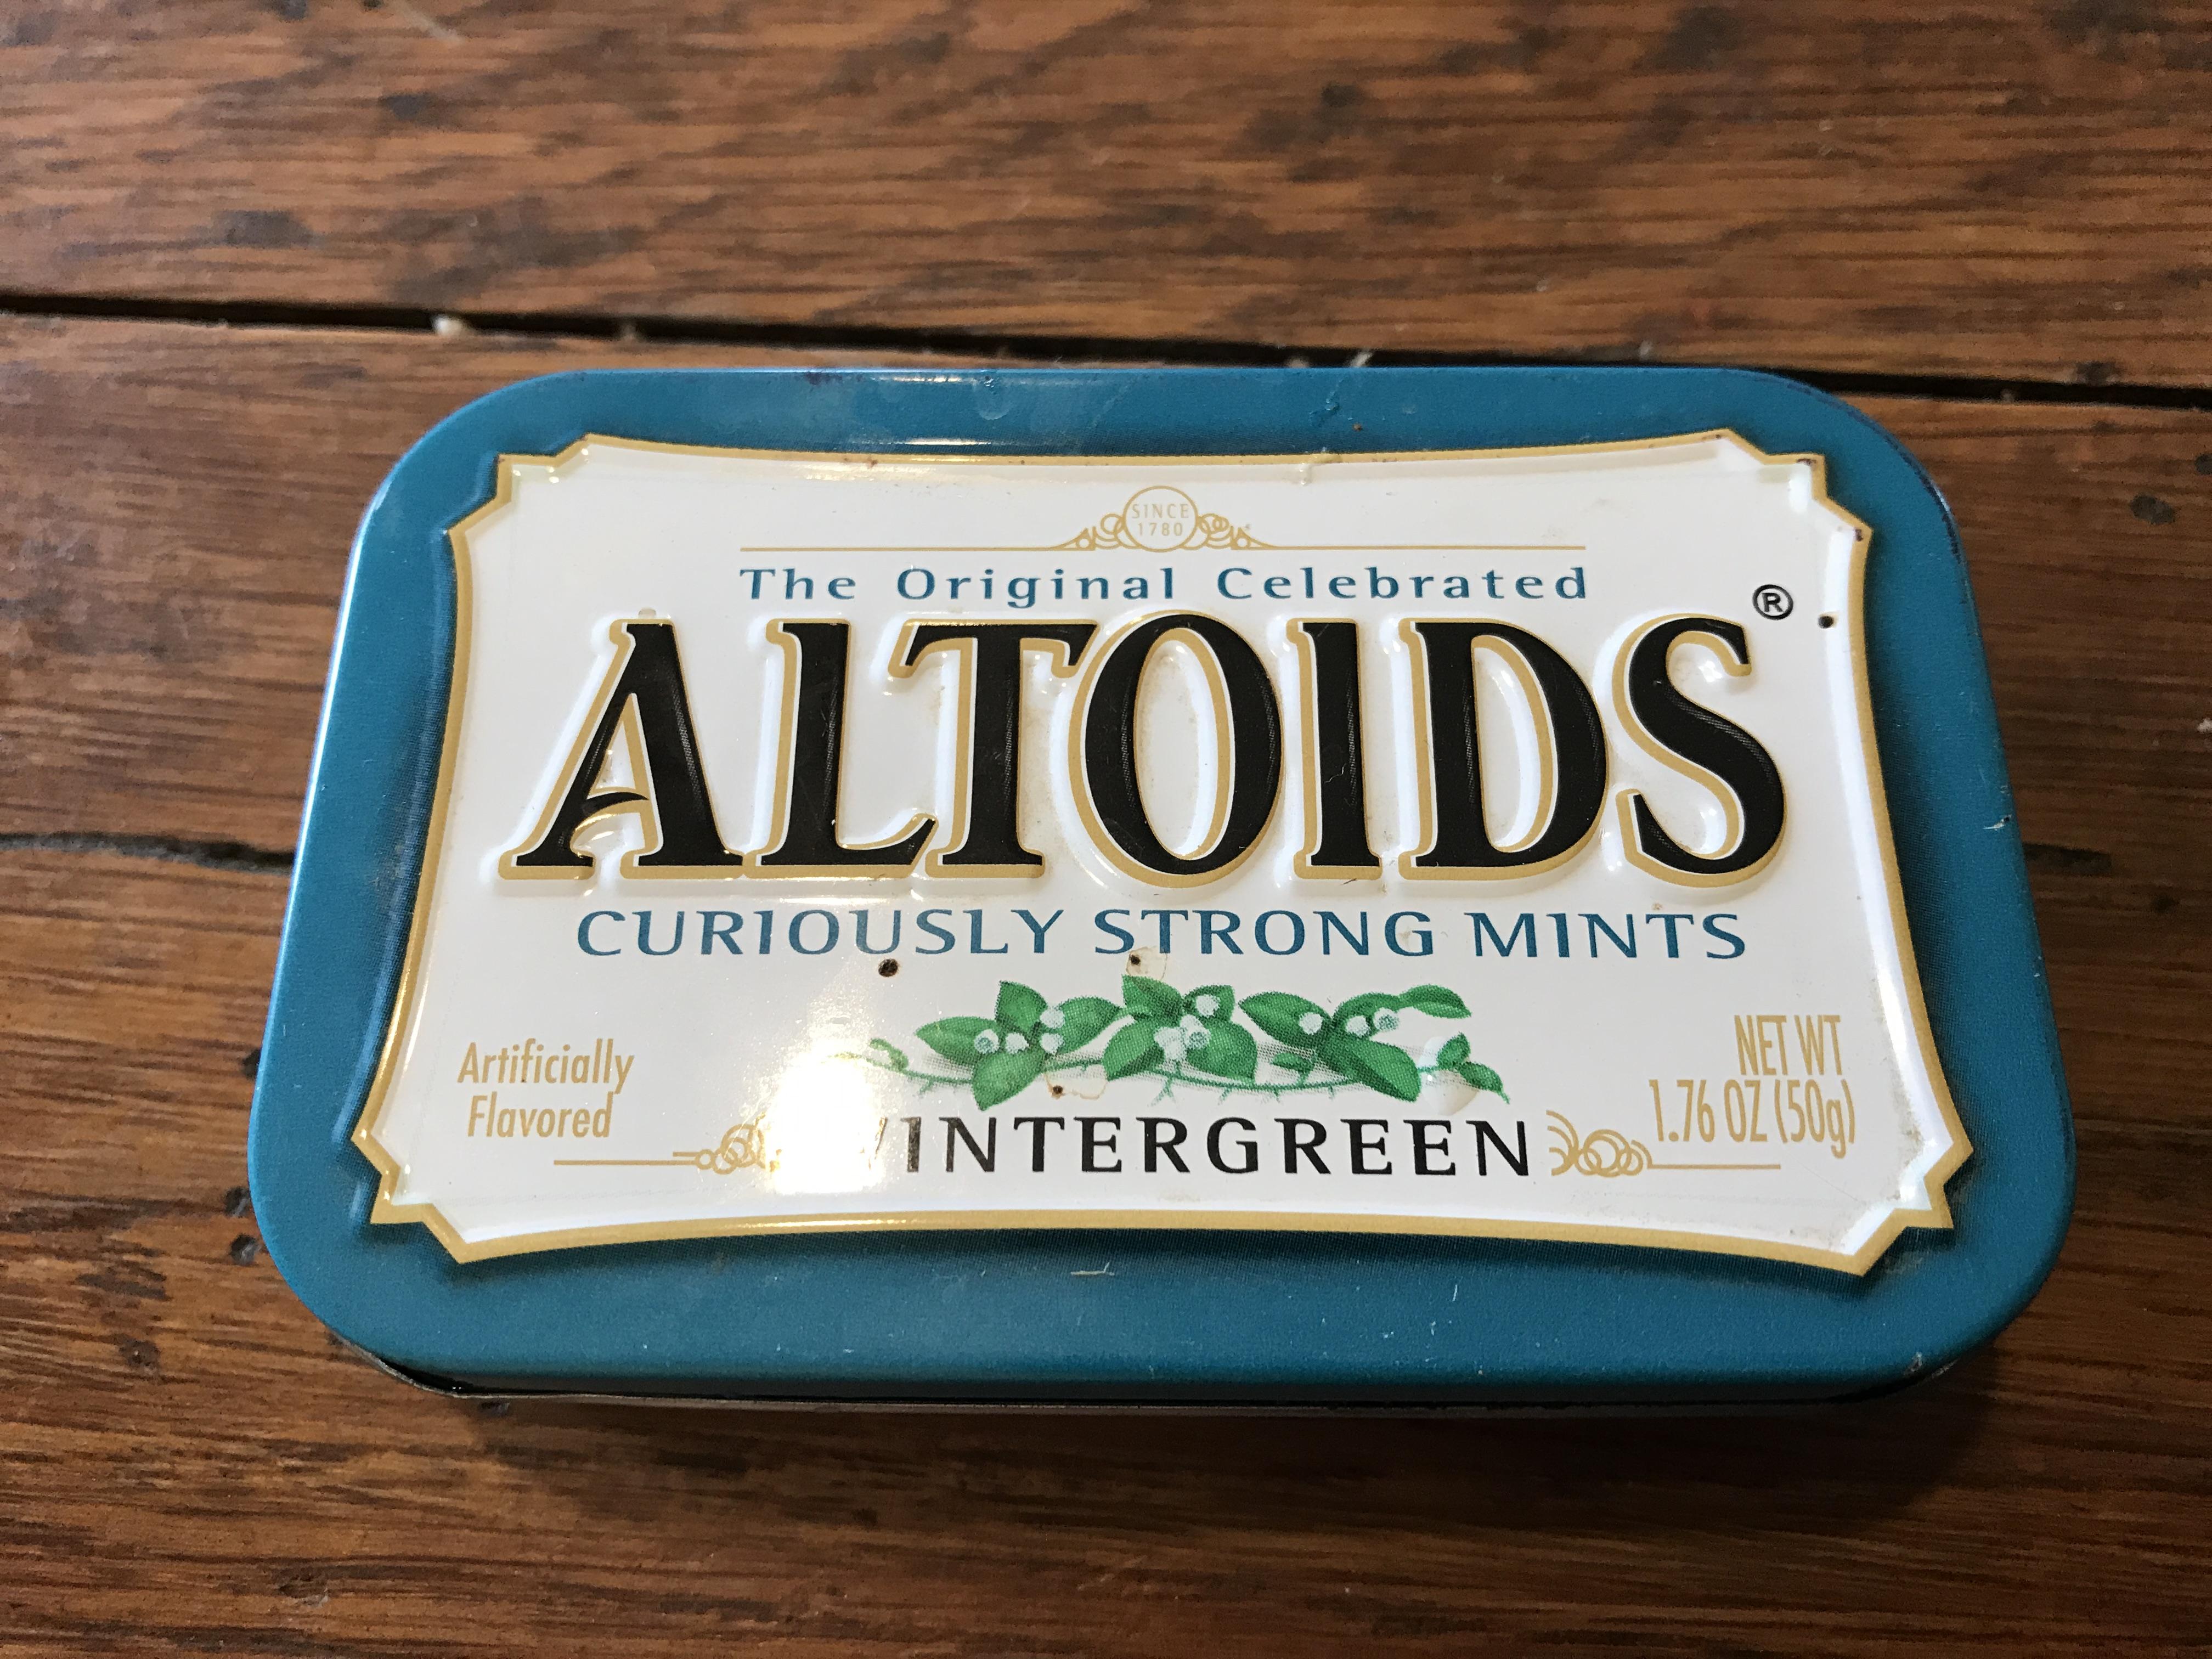 SINCE
1780
The Original Celebrated
ALTOIDS®
CURIOUSLY STRONG MINTS
Artificially
Flavored
NET WT
1.76 OZ (50g)
WINTERGREEN